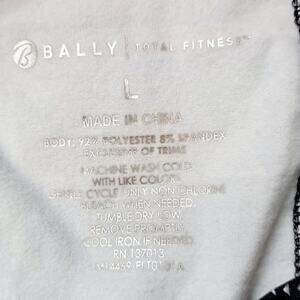 BALLY TOTAL FITNESS
L
MADE IN CHINA
BODY: 92% POLYESTER 8% SPANDEX
EXCLUSIVE OF TRIMS
MACHINE WASH COLD
WITH LIKE COLORS
GENTLE CYCLE ONLY NON-CHLORINE
BLEACH WHEN NEEDED.
TUMBLE DRY LOW.
REMOVE PROMPTLY.
COOL IRON IF NEEDED.
RN 137013